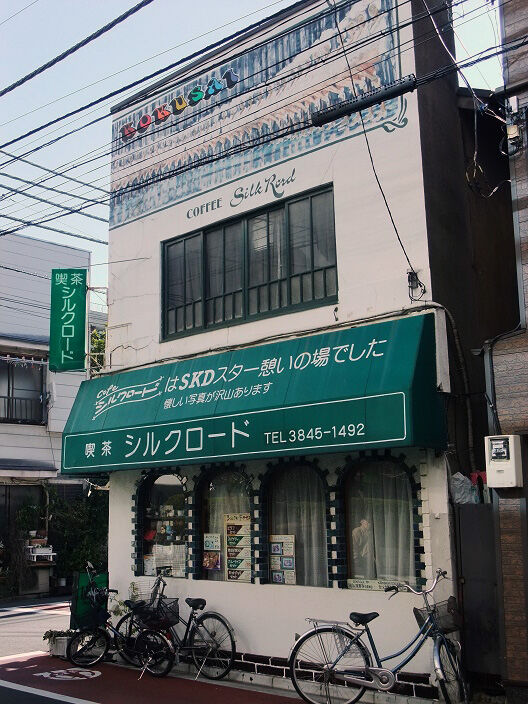 KOKUSAI
COFFEE Silk Road
喫茶
シルクロード
Cafe
シルクロード はSKDスター憩いの場でした
懐しい写真が沢山あります
喫茶 シルクロード TEL3845-1492